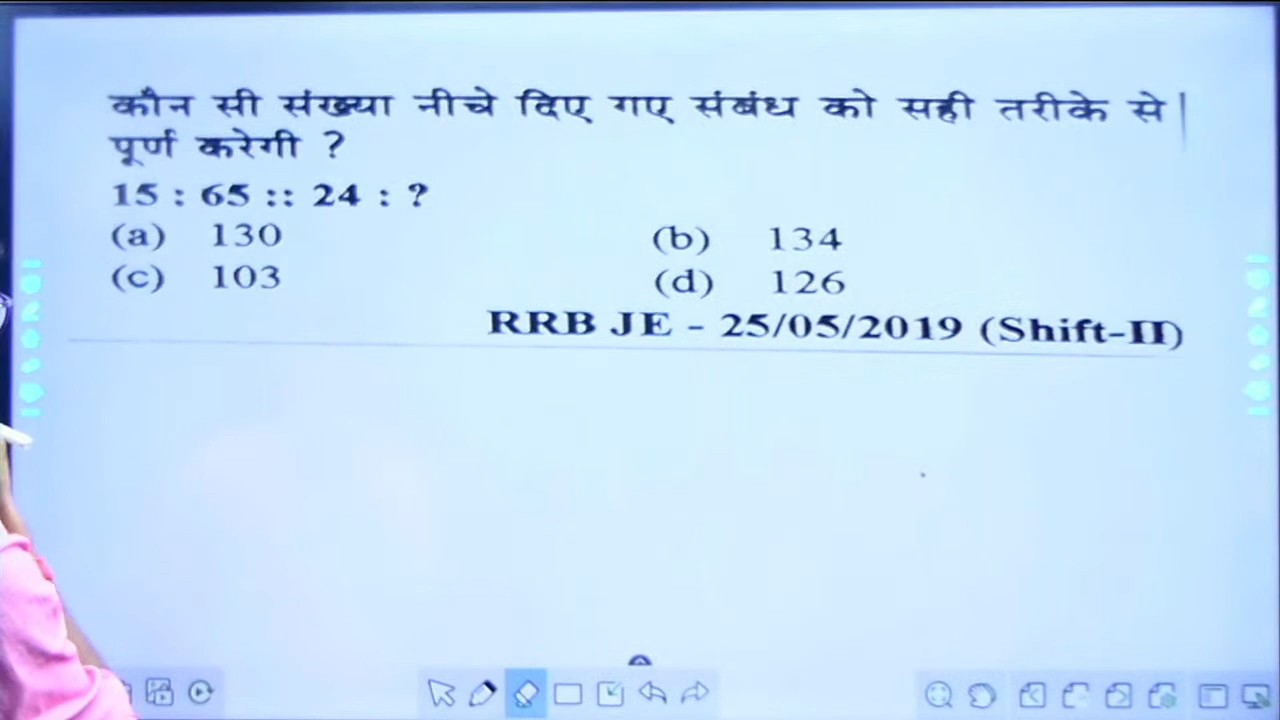 कौन सी संख्या नीचे दिए गए संबंध को सही तरीके से
पूर्ण करेगी ?
15 : 65 :: 24 : ?
(a) 130 (b) 134
(c) 103 (d) 126
RRB JE - 25/05/2019 (Shift-II)